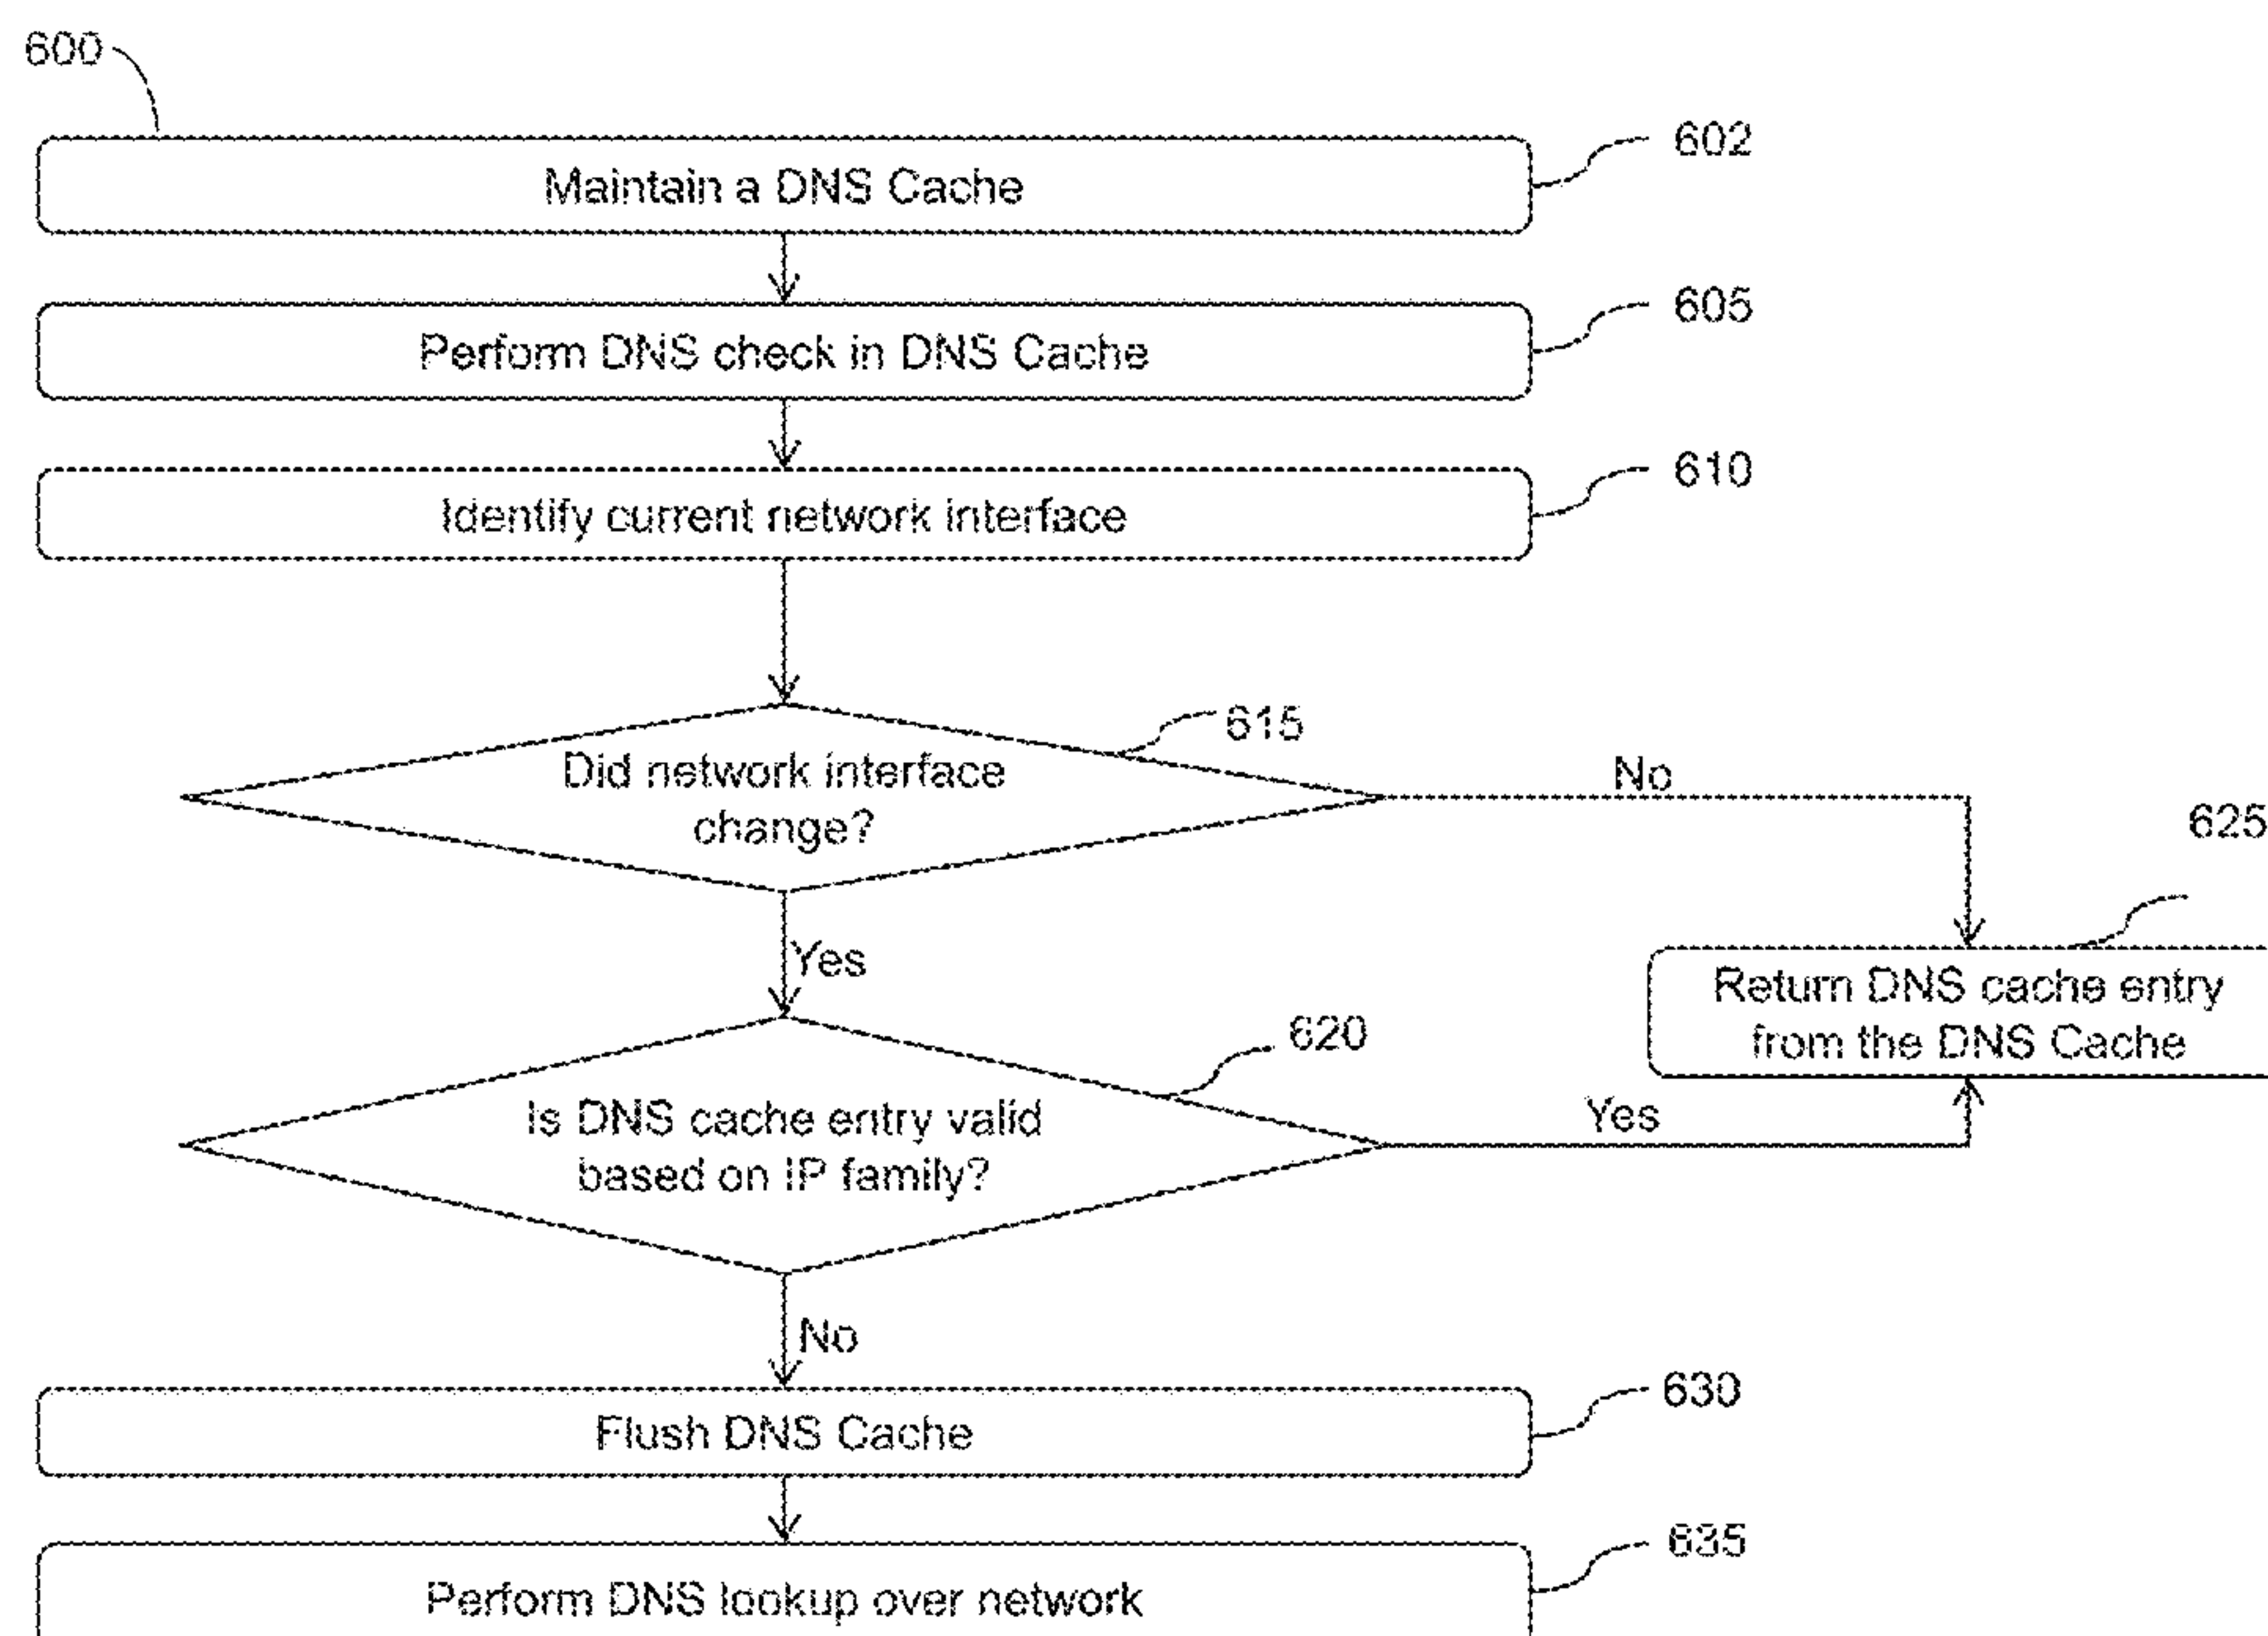 600
Maintain a DNS Cache
602
Perform DNS check in DNS Cache
605
Identify current network interface
610
Did network interface
change?
615
No
625
Yes
Return DNS cache entry
from the DNS Cache
Is DNS cache entry valid
based on IP family?
620
Yes
No
Flush DNS Cache
630
Perform DNS lookup over network
635